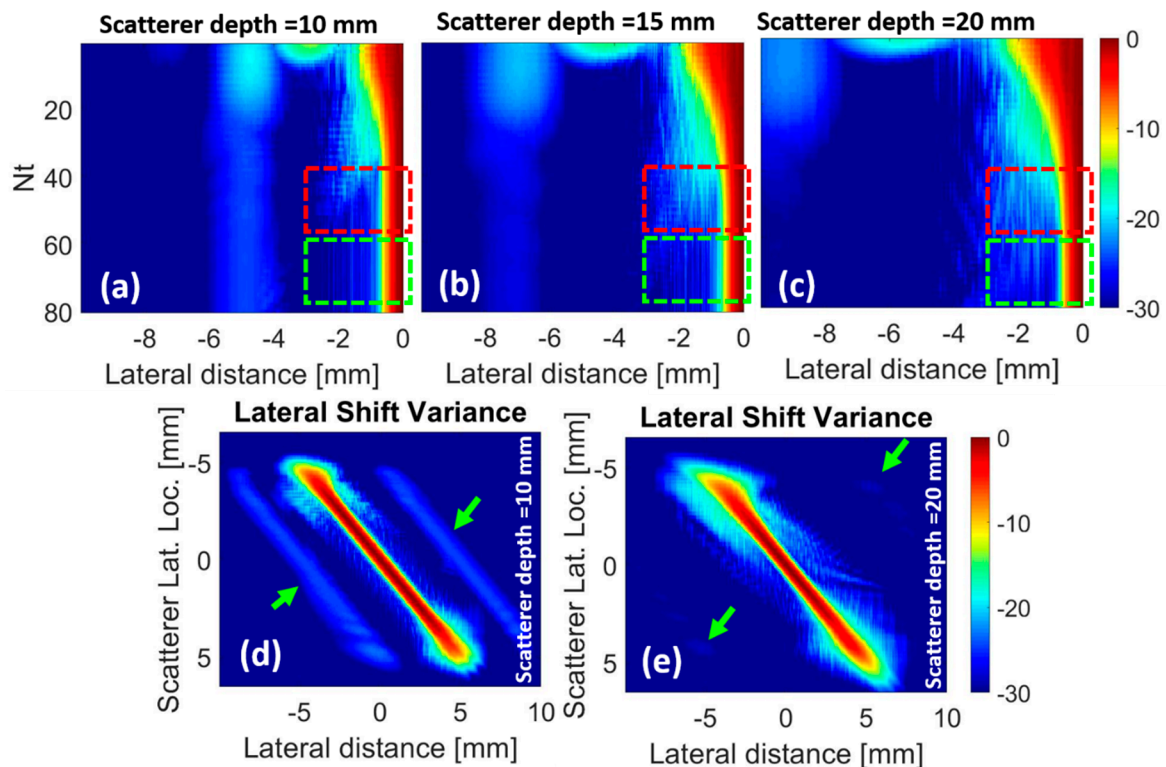 Scatterer depth =10 mm
Scatterer depth =15 mm
Scatterer depth =20 mm
Nt
20
40
60
80
(a)
(b)
(c)
0
-10
-20
-30
-8 -6 -4 -2 0
-8 -6 -4 -2 0
-8 -6 -4 -2 0
Lateral distance [mm]
Lateral distance [mm]
Lateral distance [mm]
Lateral Shift Variance
Lateral Shift Variance
Scatterer Lat. Loc. [mm]
-5
0
5
(d)
Scatterer depth =10 mm
Scatterer Lat. Loc. [mm]
-5
0
5
(e)
Scatterer depth =20 mm
0
-10
-20
-30
-5 0 5 10
-5 0 5 10
Lateral distance [mm]
Lateral distance [mm]